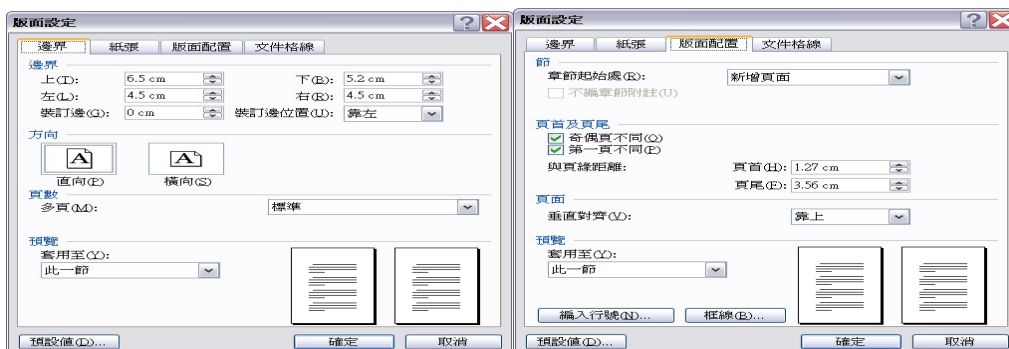 版面設定
邊界 紙張 版面配置 文件格線
邊界
上(T): 6.5 cm 下(B): 5.2 cm
左(L): 4.5 cm 右(R): 4.5 cm
裝訂邊(G): 0 cm 裝訂邊位置(U): 靠左
方向
A A
直向(P) 橫向(S)
頁數
多頁(M): 標準
預覽
套用至(Y):
此一節
預設值(D)... 確定 取消
版面設定
邊界 紙張 版面配置 文件格線
節
章節起始處(R): 新增頁面
不編章節附註(U)
頁首及頁尾
奇偶頁不同(O)
第一頁不同(P)
與頁緣距離: 頁首(H): 1.27 cm
頁尾(F): 3.56 cm
頁面
垂直對齊(V): 靠上
預覽
套用至(Y):
此一節
編入行號(N)... 框線(B)...
預設值(D)... 確定 取消